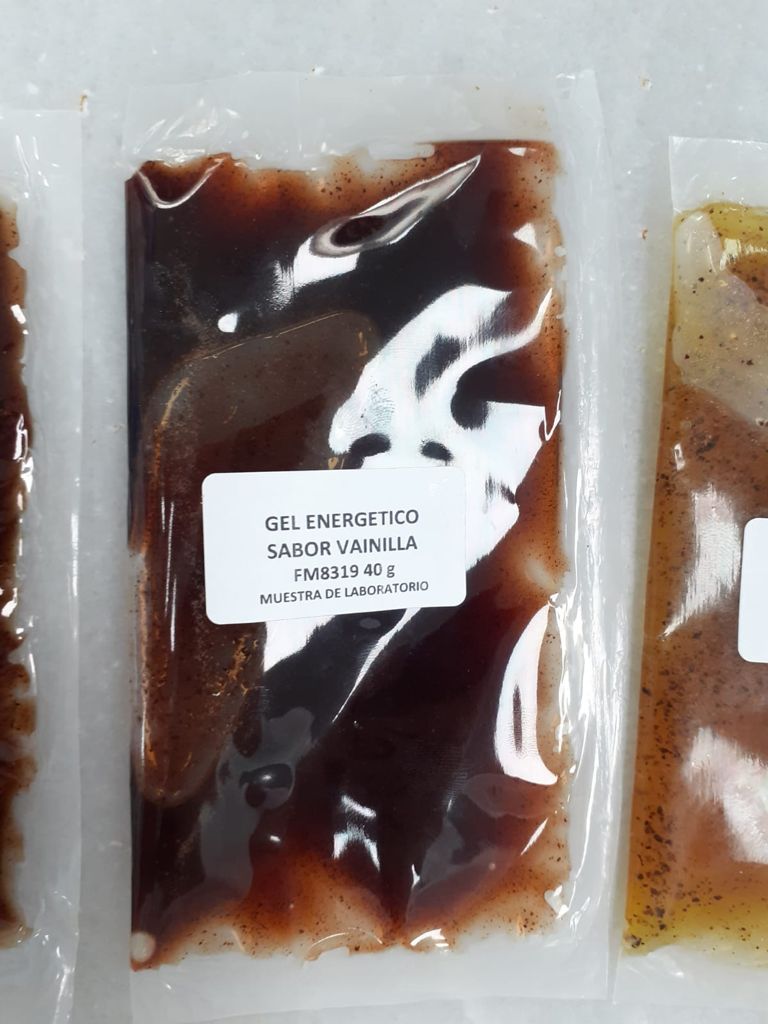 GEL ENERGETICO
SABOR VAINILLA
FM8319 40 g
MUESTRA DE LABORATORIO